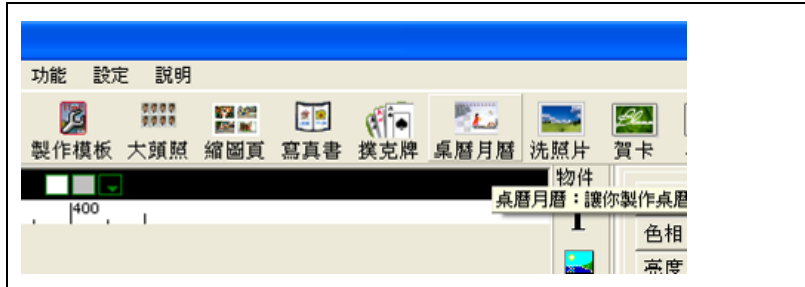 功能 設定 說明
製作模板 大頭照 縮圖頁 寫真書 撲克牌 桌曆月曆 洗照片 賀卡
物件
桌曆月曆：讓你製作桌曆
400
色相
亮度